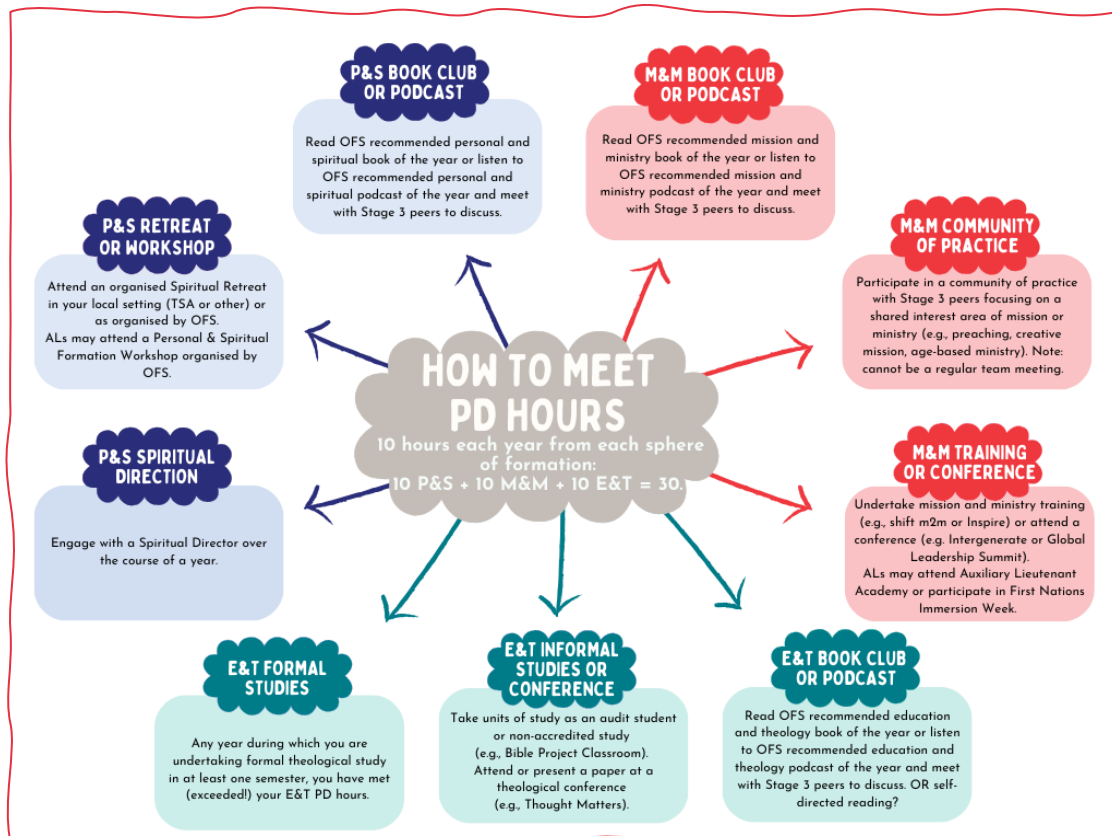 P&S BOOK CLUB
OR PODCAST
Read OFS recommended personal and
spiritual book of the year or listen to
OFS recommended personal and
spiritual podcast of the year and meet
with Stage 3 peers to discuss.
M&M BOOK CLUB
OR PODCAST
Read OFS recommended mission and
ministry book of the year or listen to
OFS recommended mission and
ministry podcast of the year and meet
with Stage 3 peers to discuss.
P&S RETREAT
OR WORKSHOP
Attend an organised Spiritual Retreat
in your local setting (TSA or other) or
as organised by OFS.
ALs may attend a Personal & Spiritual
Formation Workshop organised by
OFS.
M&M COMMUNITY
OF PRACTICE
Participate in a community of practice
with Stage 3 peers focusing on a
shared interest area of mission or
ministry (e.g., preaching, creative
mission, age-based ministry). Note:
cannot be a regular team meeting.
HOW TO MEET
PD HOURS
10 hours each year from each sphere
of formation:
10 P&S + 10 M&M + 10 E&T = 30.
P&S SPIRITUAL
DIRECTION
Engage with a Spiritual Director over
the course of a year.
M&M TRAINING
OR CONFERENCE
Undertake mission and ministry training
(e.g., shift m2m or Inspire) or attend a
conference (e.g. Intergenerate or Global
Leadership Summit).
ALs may attend Auxiliary Lieutenant
Academy or participate in First Nations
Immersion Week.
E&T FORMAL
STUDIES
Any year during which you are
undertaking formal theological study
in at least one semester, you have met
(exceeded!) your E&T PD hours.
E&T INFORMAL
STUDIES OR
CONFERENCE
Take units of study as an audit student
or non-accredited study
(e.g., Bible Project Classroom).
Attend or present a paper at a
theological conference
(e.g., Thought Matters).
E&T BOOK CLUB
OR PODCAST
Read OFS recommended education
and theology book of the year or listen
to OFS recommended education and
theology podcast of the year and meet
with Stage 3 peers to discuss. OR self-
directed reading?